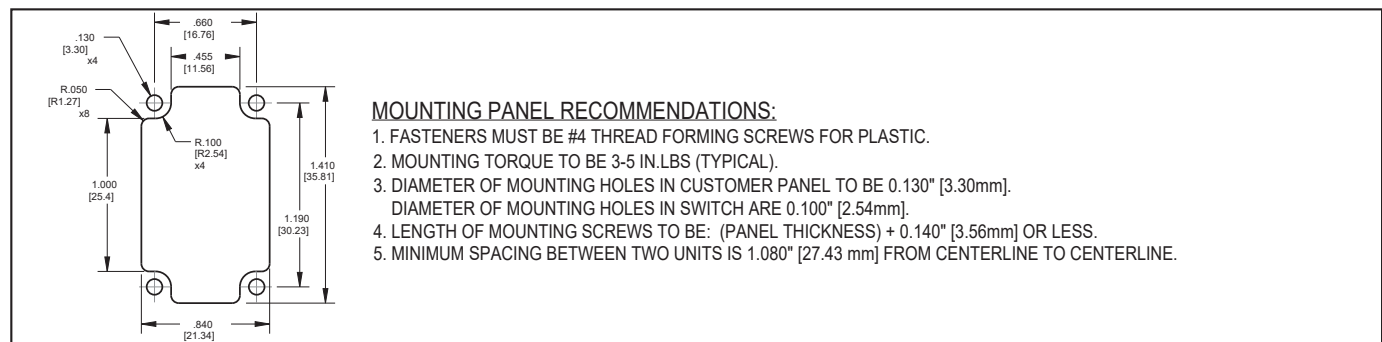 .660
[16.76]
.130
[3.30]
x4
.455
[11.56]
R.050
[R1.27]
x8
R.100
[R2.54]
x4
1.410
[35.81]
1.000
[25.4]
1.190
[30.23]
.840
[21.34]
MOUNTING PANEL RECOMMENDATIONS:
1. FASTENERS MUST BE #4 THREAD FORMING SCREWS FOR PLASTIC.
2. MOUNTING TORQUE TO BE 3-5 IN.LBS (TYPICAL).
3. DIAMETER OF MOUNTING HOLES IN CUSTOMER PANEL TO BE 0.130" [3.30mm].
DIAMETER OF MOUNTING HOLES IN SWITCH ARE 0.100" [2.54mm].
4. LENGTH OF MOUNTING SCREWS TO BE: (PANEL THICKNESS) + 0.140" [3.56mm] OR LESS.
5. MINIMUM SPACING BETWEEN TWO UNITS IS 1.080" [27.43 mm] FROM CENTERLINE TO CENTERLINE.